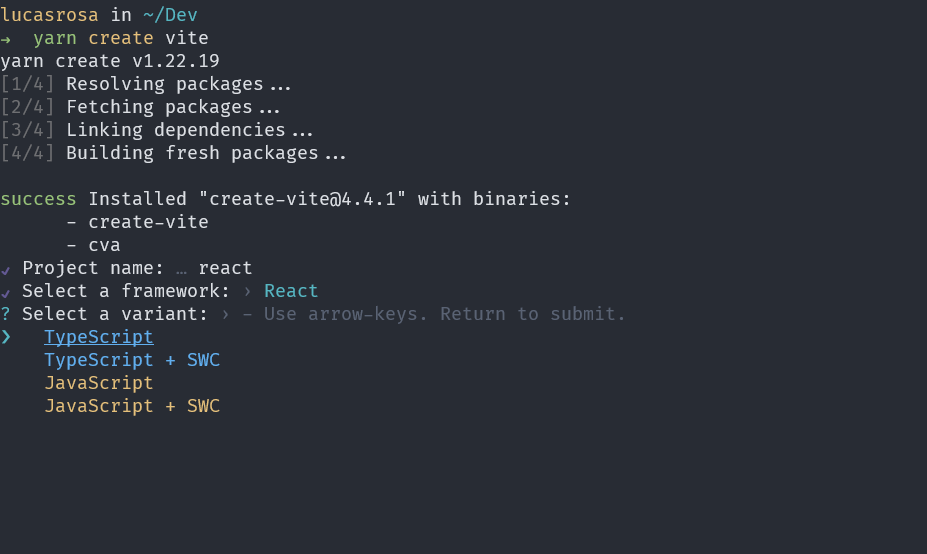 lucasrosa in ~/Dev
→ yarn create vite
yarn create v1.22.19
[1/4] Resolving packages...
[2/4] Fetching packages...
[3/4] Linking dependencies...
[4/4] Building fresh packages...
success Installed "create-vite@4.4.1" with binaries:
- create-vite
- cva
✔ Project name: … react
✔ Select a framework: › React
? Select a variant: › - Use arrow-keys. Return to submit.
❯ TypeScript
TypeScript + SWC
JavaScript
JavaScript + SWC